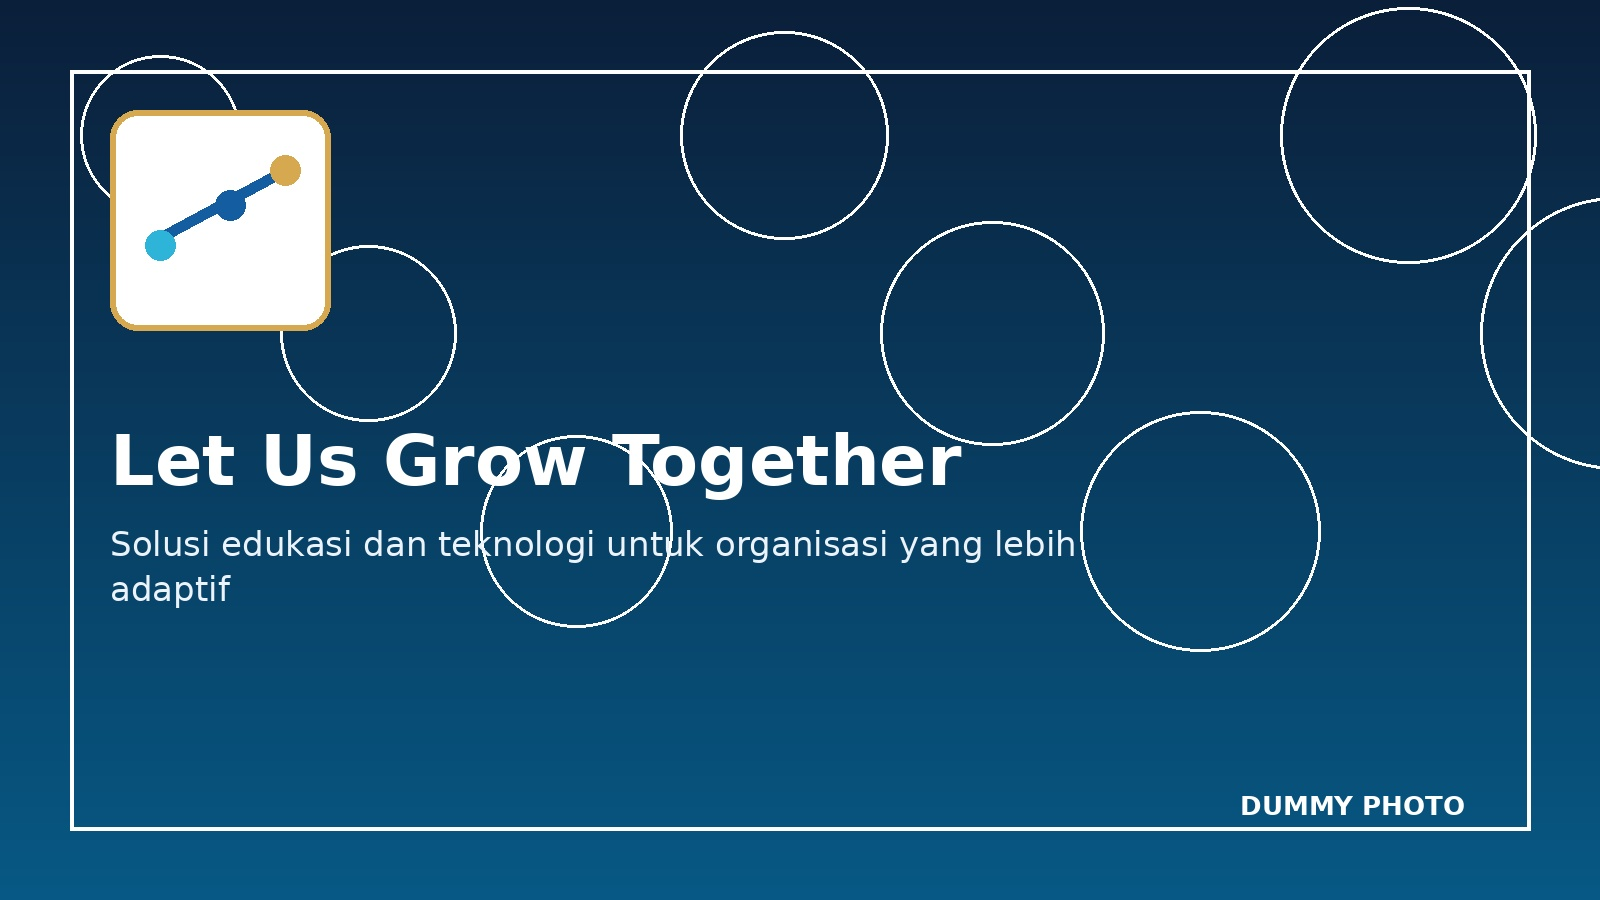 Let Us Grow Together
Solusi edukasi dan teknologi untuk organisasi yang lebih
adaptif
DUMMY PHOTO